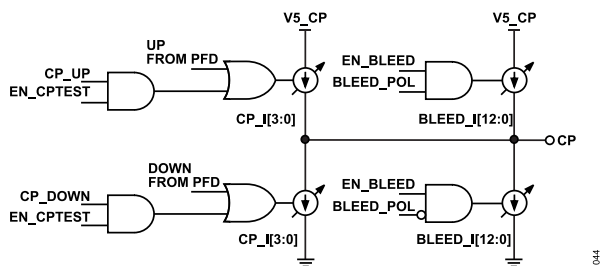 V5_CP
V5_CP
UP
FROM PFD
EN_BLEED
CP_UP
BLEED_POL
EN_CPTEST
CP_I[3:0]
BLEED_I[12:0]
CP
DOWN
FROM PFD
EN_BLEED
CP_DOWN
BLEED_POL
EN_CPTEST
CP_I[3:0]
BLEED_I[12:0]
044